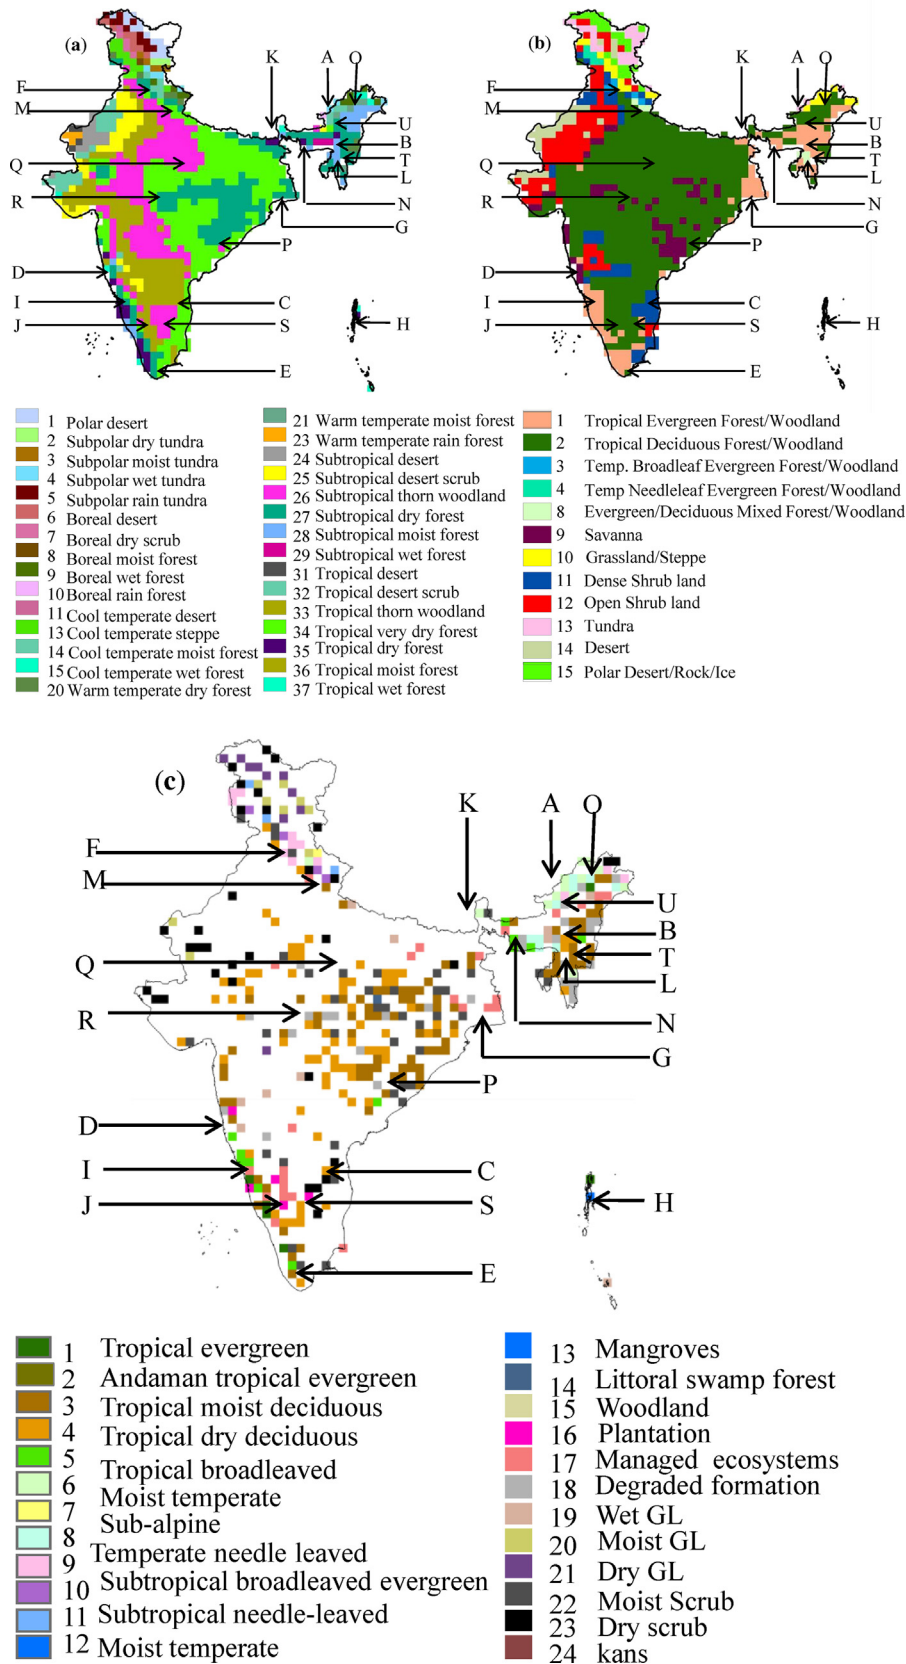 (a)
K
A
O
F
M
U
B
Q
T
L
R
N
G
P
D
I
C
J
S
H
E
(b)
K
A
O
F
M
U
B
Q
T
L
R
N
G
P
D
I
C
J
S
H
E
1 Polar desert
2 Subpolar dry tundra
3 Subpolar moist tundra
4 Subpolar wet tundra
5 Subpolar rain tundra
6 Boreal desert
7 Boreal dry scrub
8 Boreal moist forest
9 Boreal wet forest
10 Boreal rain forest
11 Cool temperate desert
13 Cool temperate steppe
14 Cool temperate moist forest
15 Cool temperate wet forest
20 Warm temperate dry forest
21 Warm temperate moist forest
23 Warm temperate rain forest
24 Subtropical desert
25 Subtropical desert scrub
26 Subtropical thorn woodland
27 Subtropical dry forest
28 Subtropical moist forest
29 Subtropical wet forest
31 Tropical desert
32 Tropical desert scrub
33 Tropical thorn woodland
34 Tropical very dry forest
35 Tropical dry forest
36 Tropical moist forest
37 Tropical wet forest
1 Tropical Evergreen Forest/Woodland
2 Tropical Deciduous Forest/Woodland
3 Temp. Broadleaf Evergreen Forest/Woodland
4 Temp Needleleaf Evergreen Forest/Woodland
8 Evergreen/Deciduous Mixed Forest/Woodland
9 Savanna
10 Grassland/Steppe
11 Dense Shrub land
12 Open Shrub land
13 Tundra
14 Desert
15 Polar Desert/Rock/Ice
(c)
K
A
O
F
M
U
B
Q
T
L
R
N
G
P
D
I
C
J
S
H
E
1 Tropical evergreen
2 Andaman tropical evergreen
3 Tropical moist deciduous
4 Tropical dry deciduous
5 Tropical broadleaved
6 Moist temperate
7 Sub-alpine
8 Temperate needle leaved
9 Subtropical broadleaved evergreen
10 Subtropical needle-leaved
11 Moist temperate
12
13 Mangroves
14 Littoral swamp forest
15 Woodland
16 Plantation
17 Managed ecosystems
18 Degraded formation
19 Wet GL
20 Moist GL
21 Dry GL
22 Moist Scrub
23 Dry scrub
24 kans